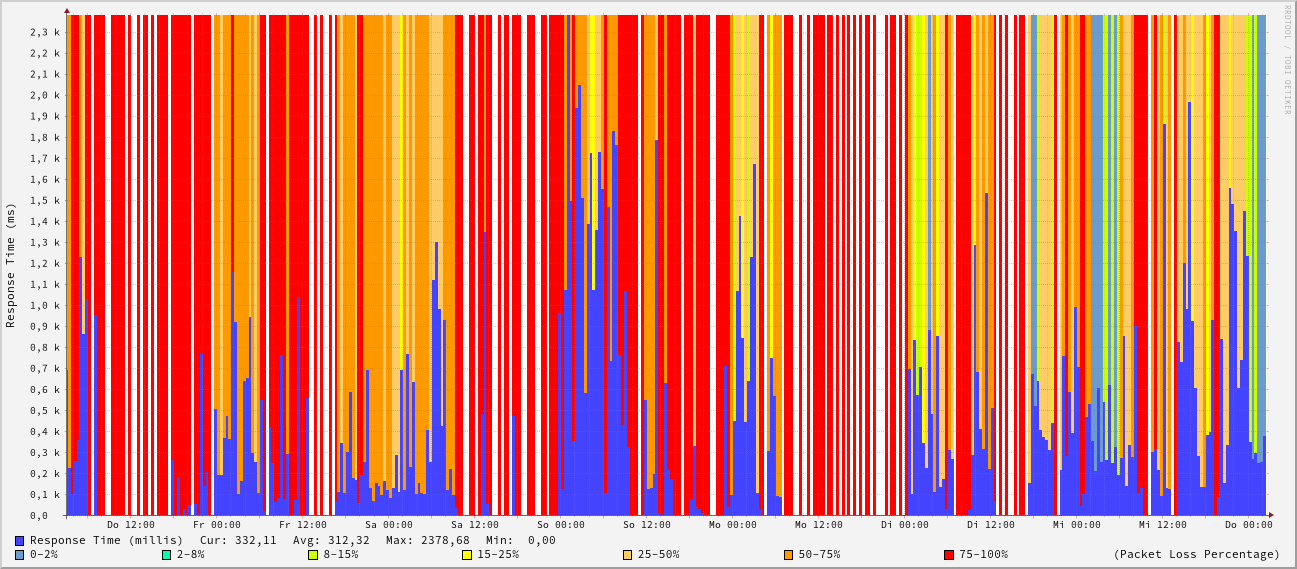 2,3 k
2,2 k
2,1 k
2,0 k
1,9 k
1,8 k
1,7 k
1,6 k
1,5 k
1,4 k
1,3 k
1,2 k
1,1 k
1,0 k
0,9 k
0,8 k
0,7 k
0,6 k
0,5 k
0,4 k
0,3 k
0,2 k
0,1 k
0,0
Response Time (ms)
RRDTOOL / TOBI OETIKER
Do 12:00 Fr 00:00 Fr 12:00 Sa 00:00 Sa 12:00 So 00:00 So 12:00 Mo 00:00 Mo 12:00 Di 00:00 Di 12:00 Mi 00:00 Mi 12:00 Do 00:00
Response Time (millis) Cur: 332,11 Avg: 312,32 Max: 2378,68 Min: 0,00
0-2% 2-8% 8-15% 15-25% 25-50% 50-75% 75-100% (Packet Loss Percentage)